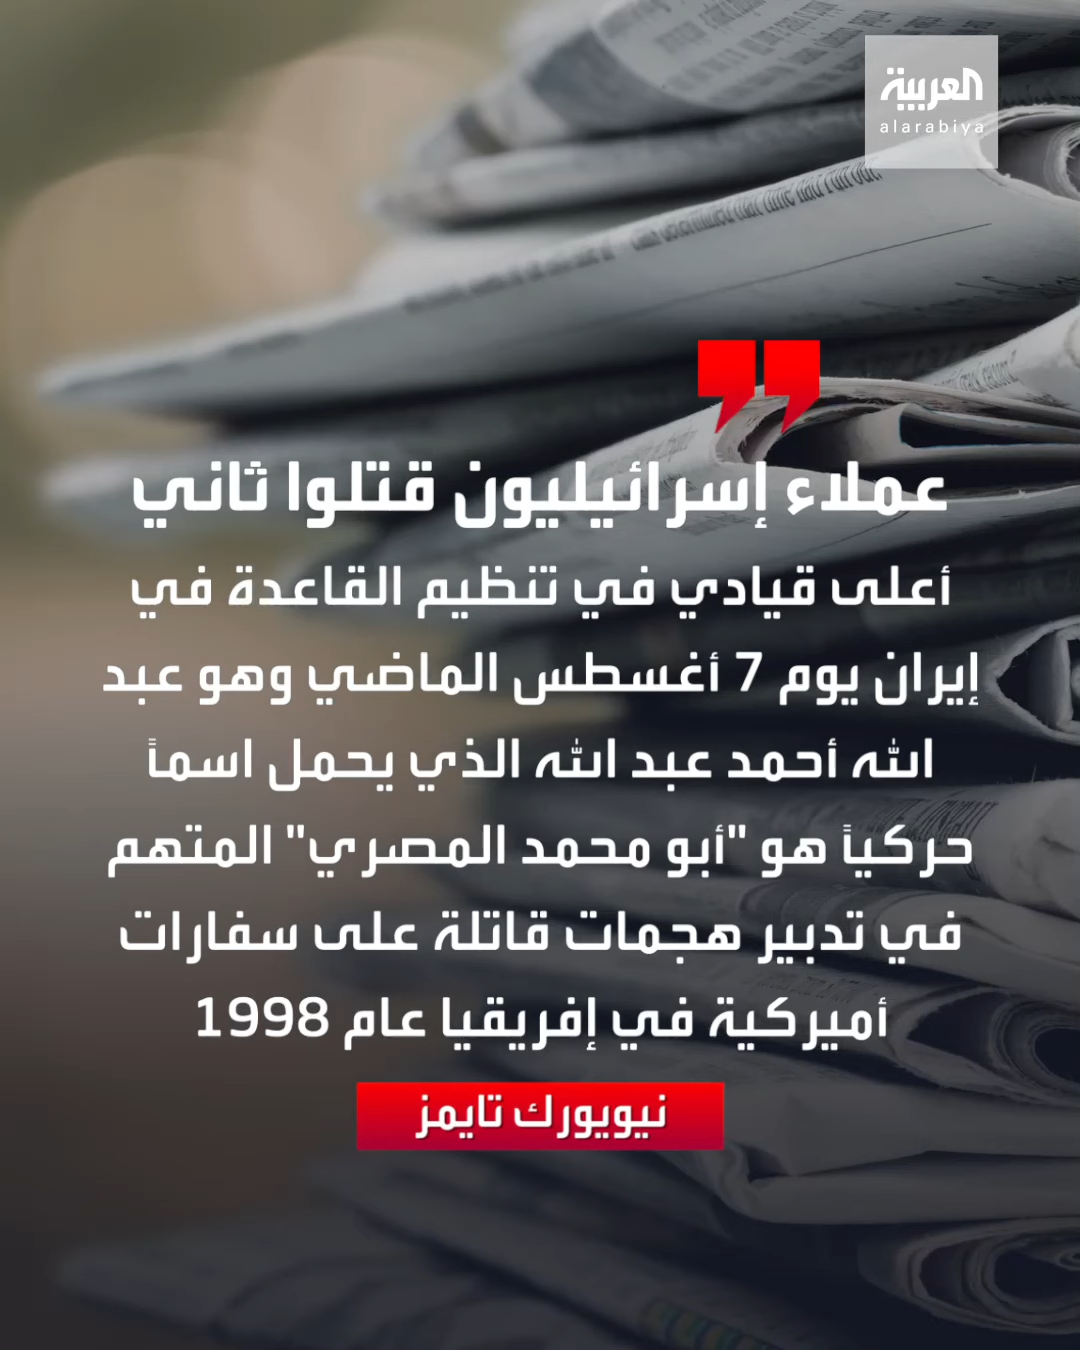 العربية
alarabiya
عملاء إسرائيليون قتلوا ثاني
أعلى قيادي في تنظيم القاعدة في
إيران يوم 7 أغسطس الماضي وهو عبد
الله أحمد عبد الله الذي يحمل اسماً
حركياً هو "أبو محمد المصري" المتهم
في تدبير هجمات قاتلة على سفارات
أميركية في إفريقيا عام 1998
نيويورك تايمز